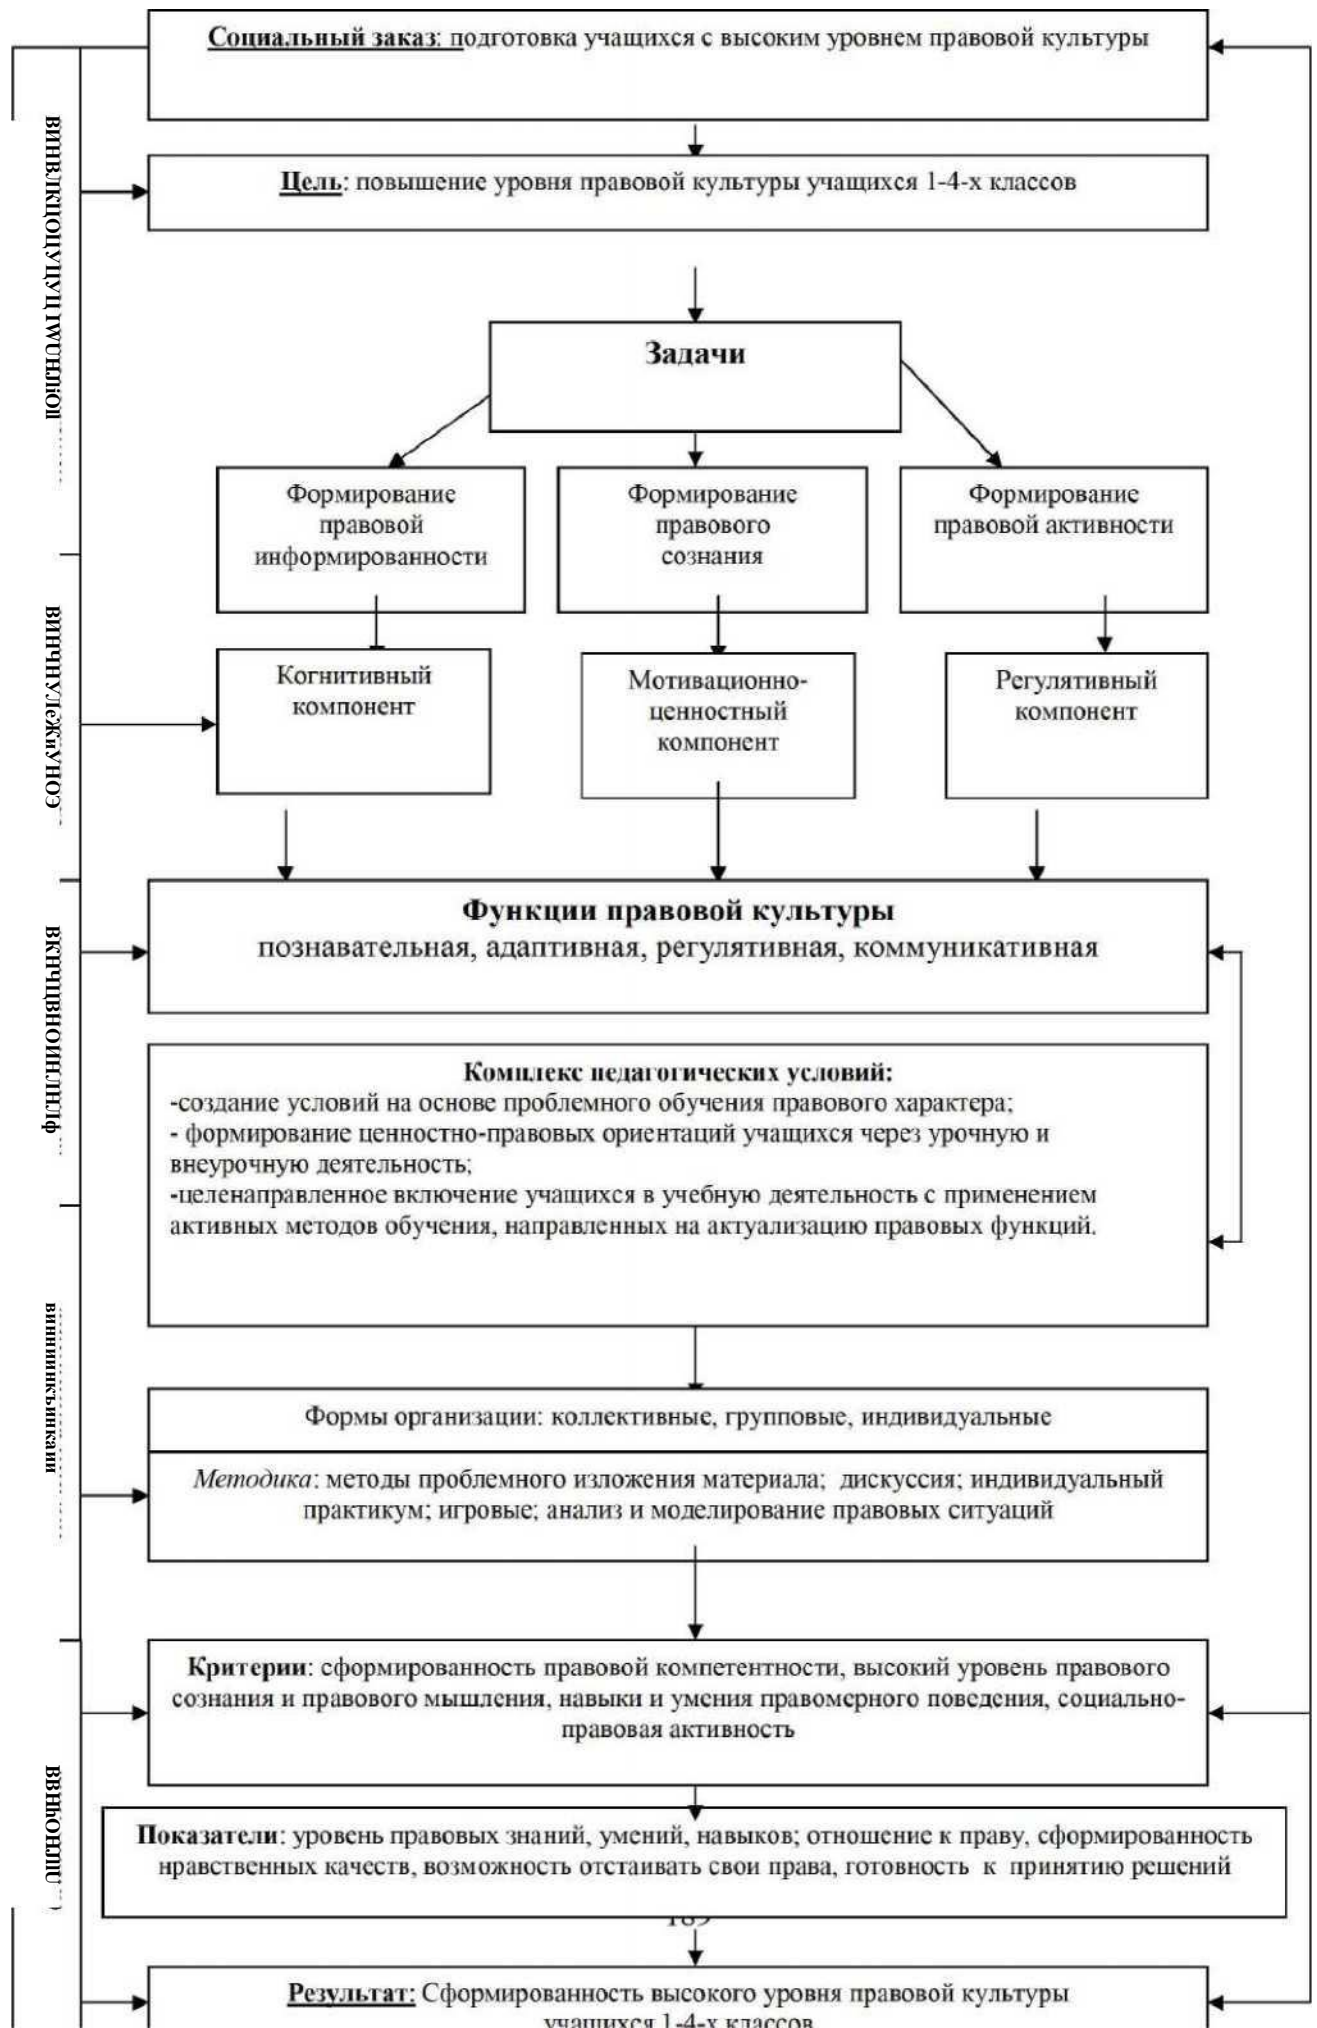 Социальный заказ: подготовка учащихся с высоким уровнем правовой культуры
Цель: повышение уровня правовой культуры учащихся 1-4-х классов
Задачи
Формирование
правовой
информированности
Формирование
правового
сознания
Формирование
правовой активности
Когнитивный
компонент
Мотивационно-
ценностный
компонент
Регулятивный
компонент
Функции правовой культуры
познавательная, адаптивная, регулятивная, коммуникативная
Комплекс педагогических условий:
-создание условий на основе проблемного обучения правового характера;
- формирование ценностно-правовых ориентаций учащихся через урочную и
внеурочную деятельность;
-целенаправленное включение учащихся в учебную деятельность с применением
активных методов обучения, направленных на актуализацию правовых функций.
Формы организации: коллективные, групповые, индивидуальные
Методика: методы проблемного изложения материала; дискуссия; индивидуальный
практикум; игровые; анализ и моделирование правовых ситуаций
Критерии: сформированность правовой компетентности, высокий уровень правового
сознания и правового мышления, навыки и умения правомерного поведения, социально-
правовая активность
Показатели: уровень правовых знаний, умений, навыков; отношение к праву, сформированность
нравственных качеств, возможность отстаивать свои права, готовность к принятию решений
Результат: Сформированность высокого уровня правовой культуры
учащихся 1-4-х классов